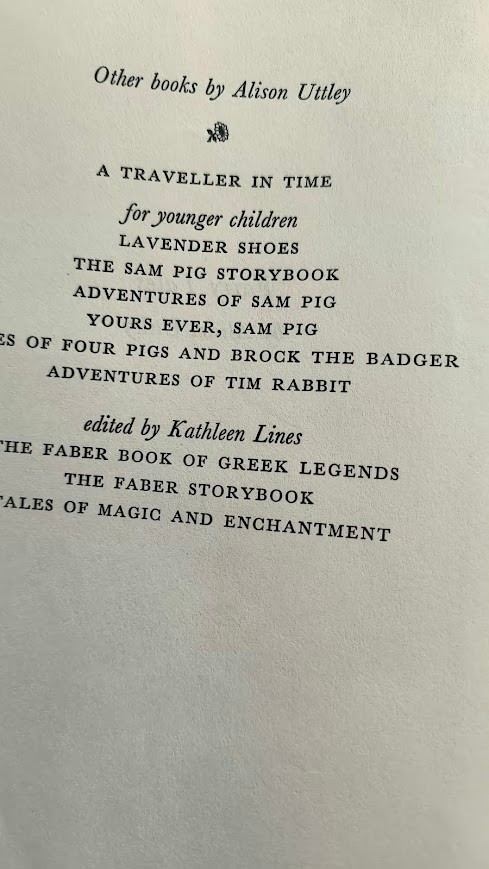 Other books by Alison Uttley
A TRAVELLER IN TIME
for younger children
LAVENDER SHOES
THE SAM PIG STORYBOOK
ADVENTURES OF SAM PIG
YOURS EVER, SAM PIG
ES OF FOUR PIGS AND BROCK THE BADGER
ADVENTURES OF TIM RABBIT
edited by Kathleen Lines
THE FABER BOOK OF GREEK LEGENDS
THE FABER STORYBOOK
TALES OF MAGIC AND ENCHANTMENT